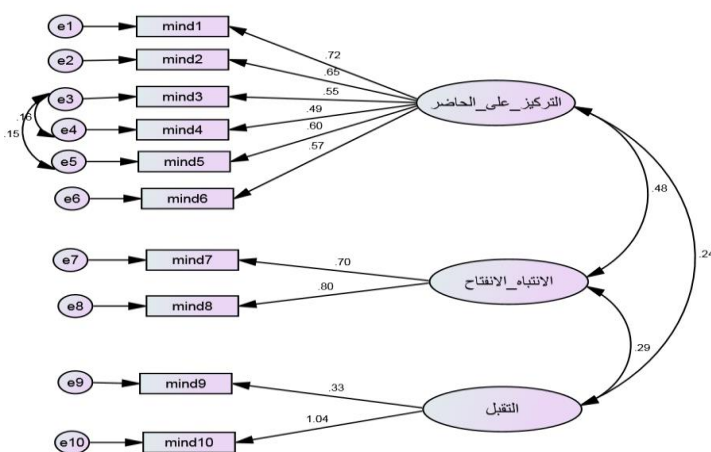 e1
mind1
.72
e2
mind2
.65
e3
mind3
.55
التركيز_على_الحاضر
.16
.49
e4
mind4
.15
.60
e5
mind5
.57
e6
mind6
.48
.24
e7
mind7
.70
الانتباه_الانفتاح
e8
mind8
.80
.29
e9
mind9
.33
التقبل
1.04
e10
mind10